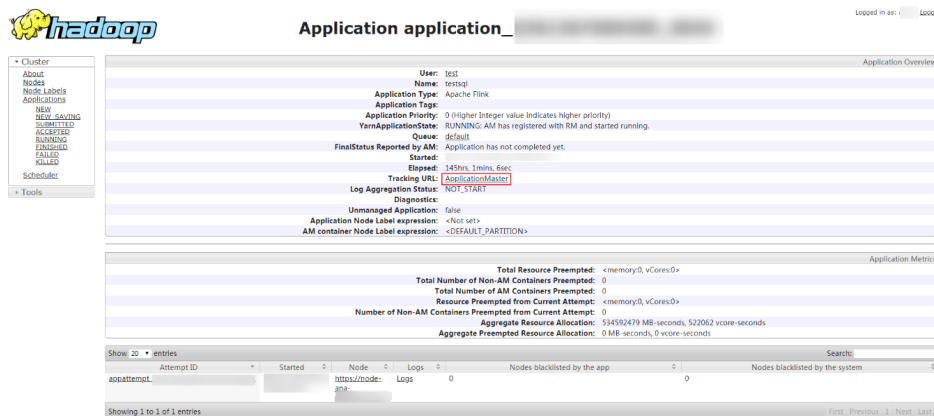 Logged in as:
Logo
hadoop
Application application_
Cluster
About
Nodes
Node Labels
Applications
NEW
NEW_SAVING
SUBMITTED
ACCEPTED
RUNNING
FINISHED
FAILED
KILLED
Scheduler
Tools
Application Overview
User: test
Name: testsql
Application Type: Apache Flink
Application Tags:
Application Priority: 0 (Higher Integer value indicates higher priority)
YarnApplicationState: RUNNING: AM has registered with RM and started running.
Queue: default
FinalStatus Reported by AM: Application has not completed yet.
Started:
Elapsed: 145hrs, 1mins, 6sec
Tracking URL: ApplicationMaster
Log Aggregation Status: NOT_START
Diagnostics:
Unmanaged Application: false
Application Node Label expression: <Not set>
AM container Node Label expression: <DEFAULT_PARTITION>
Application Metrics
Total Resource Preempted: <memory:0, vCores:0>
Total Number of Non-AM Containers Preempted: 0
Total Number of AM Containers Preempted: 0
Resource Preempted from Current Attempt: <memory:0, vCores:0>
Number of Non-AM Containers Preempted from Current Attempt: 0
Aggregate Resource Allocation: 534592479 MB-seconds, 522062 vcore-seconds
Aggregate Preempted Resource Allocation: 0 MB-seconds, 0 vcore-seconds
Show 20 entries Search:
Attempt ID Started Node Logs Nodes blacklisted by the app Nodes blacklisted by the system
appattempt_ https://node- Logs 0 0
ana-
Showing 1 to 1 of 1 entries First Previous 1 Next Last